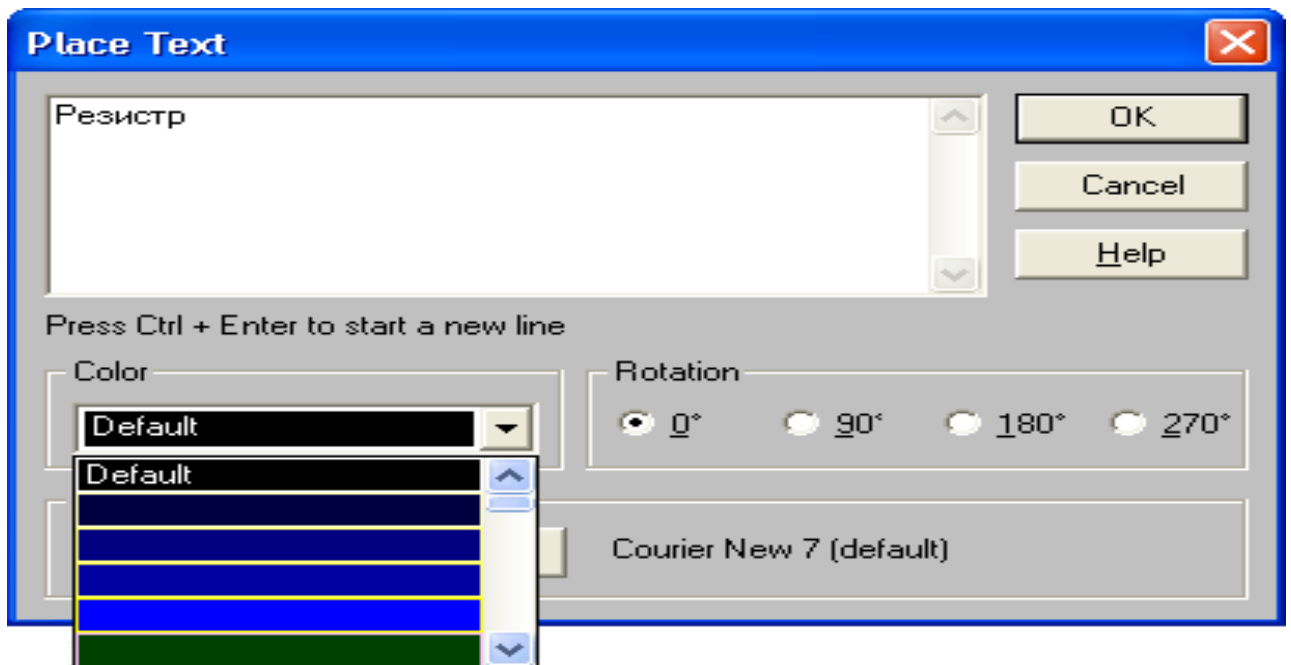 Place Text
Резистр
OK
Cancel
Help
Press Ctrl + Enter to start a new line
Color
Rotation
Default
0° 90° 180° 270°
Default
Courier New 7 (default)